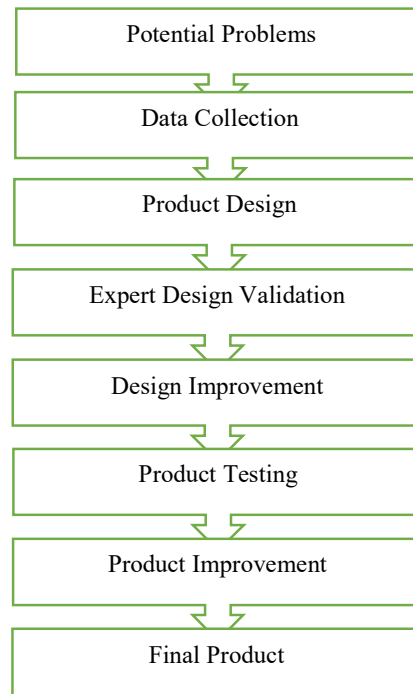 Potential Problems
Data Collection
Product Design
Expert Design Validation
Design Improvement
Product Testing
Product Improvement
Final Product